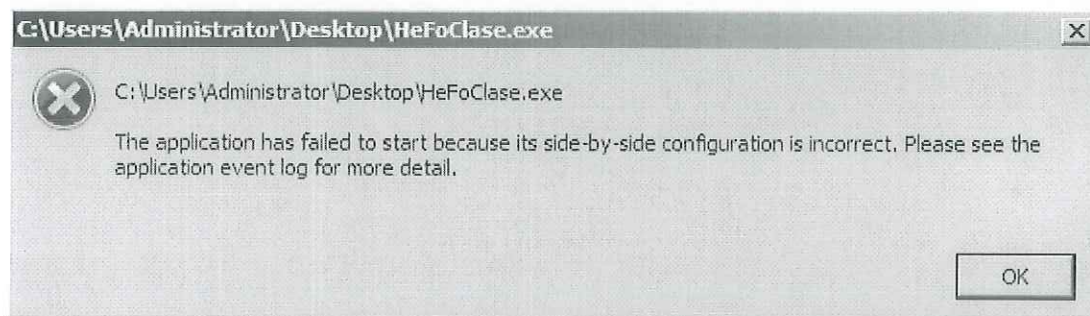 C:\Users\Administrator\Desktop\HeFoClase.exe
C:\Users\Administrator\Desktop\HeFoClase.exe
The application has failed to start because its side-by-side configuration is incorrect. Please see the
application event log for more detail.
OK